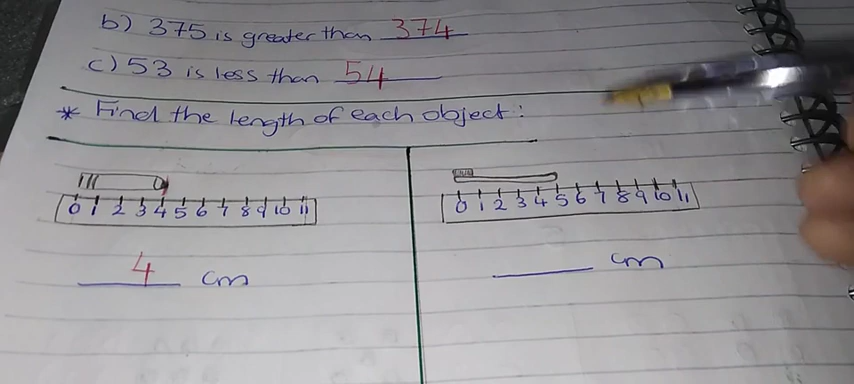 b) 375 is greater than 374
c) 53 is less than 54
* Find the length of each object:
0 1 2 3 4 5 6 7 8 9 10 11
4 cm
0 1 2 3 4 5 6 7 8 9 10 11
cm